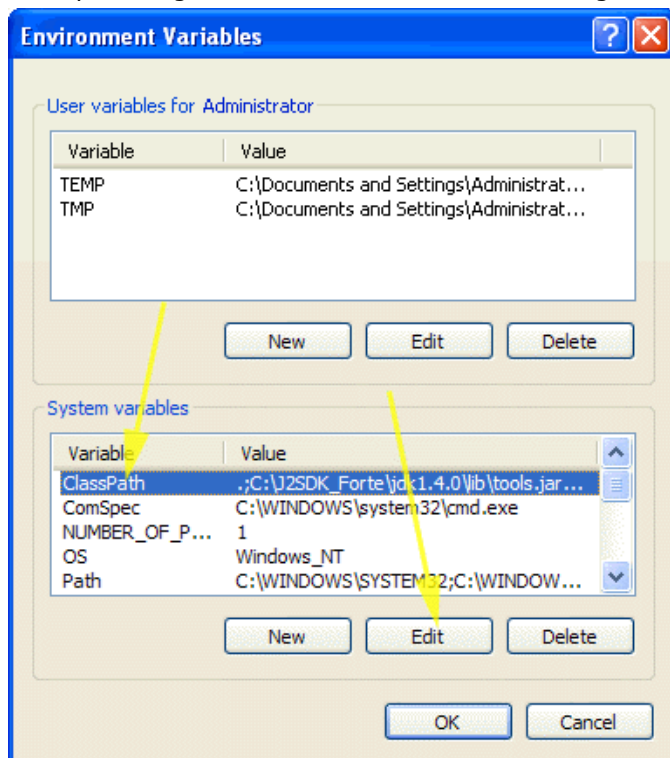 Environment Variables
User variables for Administrator
Variable Value
TEMP C:\Documents and Settings\Administrat...
TMP C:\Documents and Settings\Administrat...
New Edit Delete
System variables
Variable Value
ClassPath .;C:\J2SDK_Forte\jdk1.4.0\lib\tools.jar...
ComSpec C:\WINDOWS\system32\cmd.exe
NUMBER_OF_P... 1
OS Windows_NT
Path C:\WINDOWS\SYSTEM32;C:\WINDOW...
New Edit Delete
OK Cancel